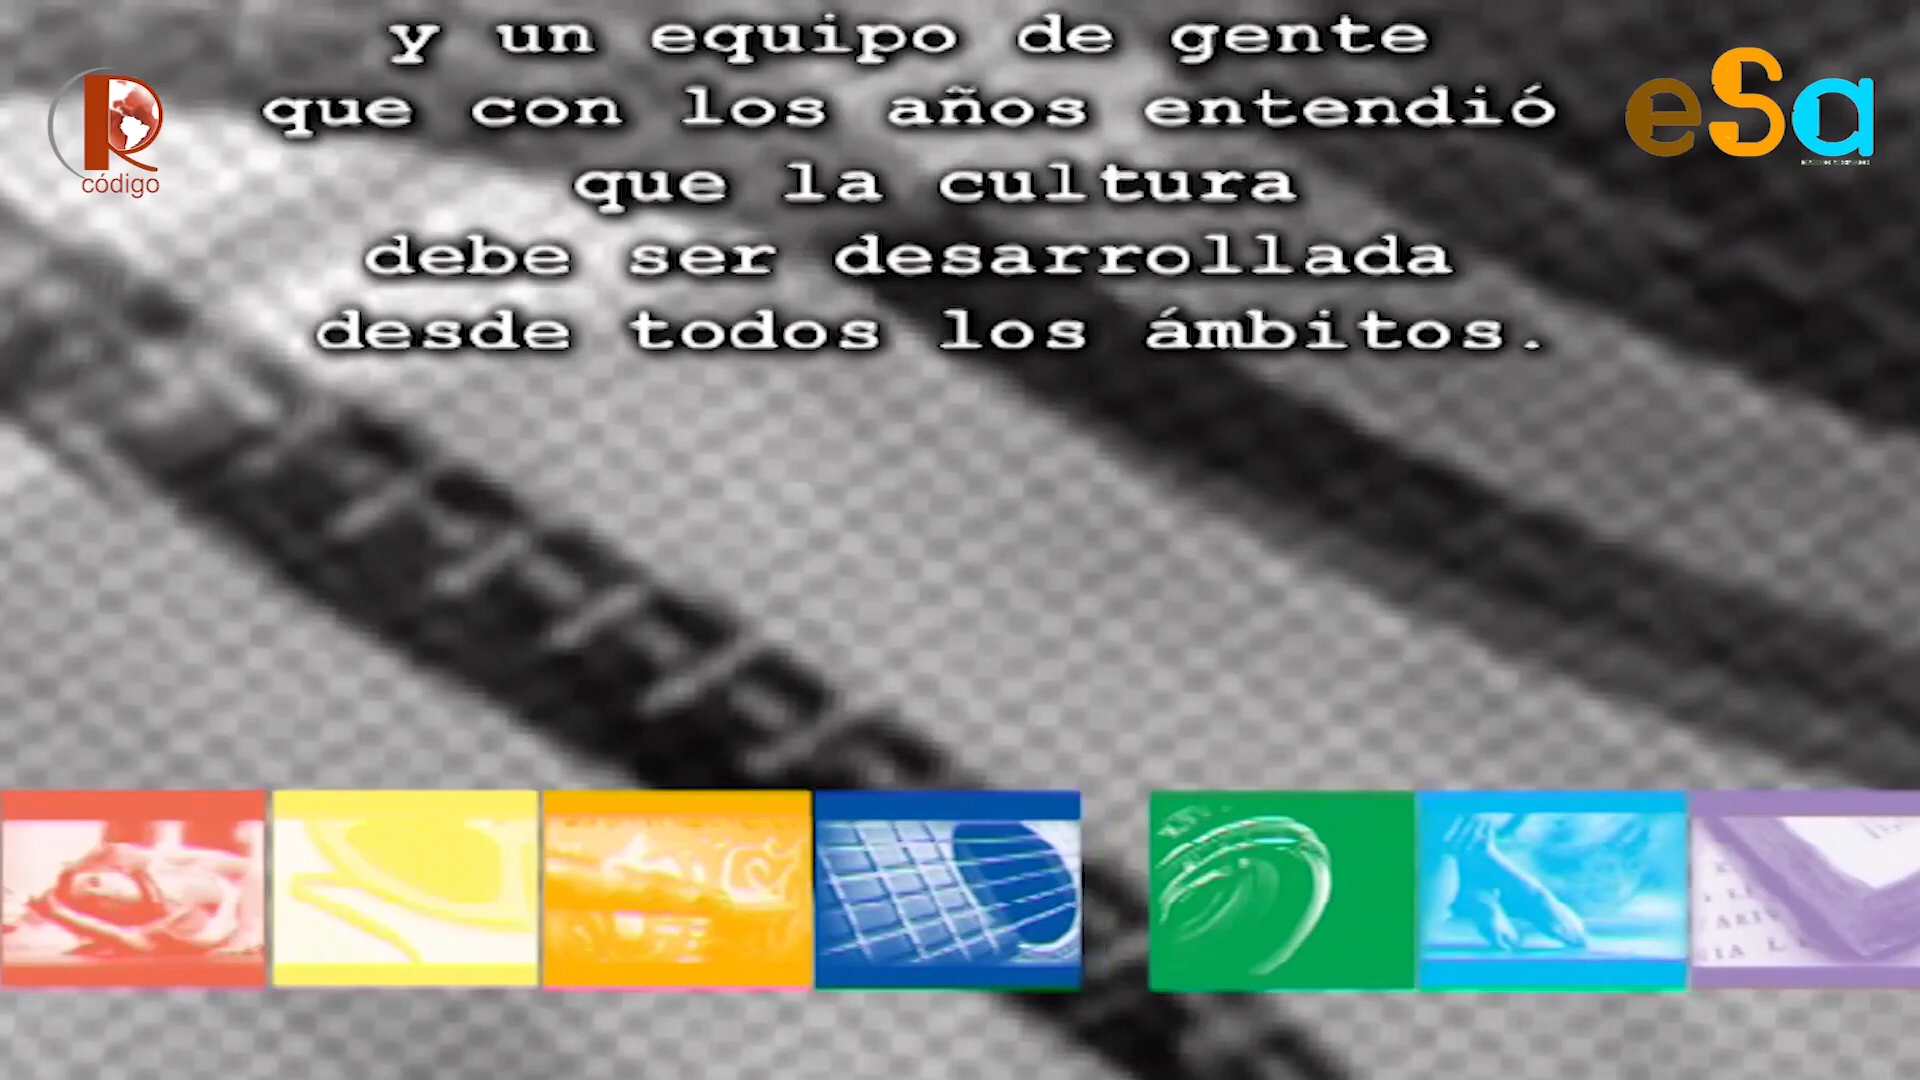 y un equipo de gente
que con los años entendió
que la cultura
debe ser desarrollada
desde todos los ámbitos.
R
código
eSa